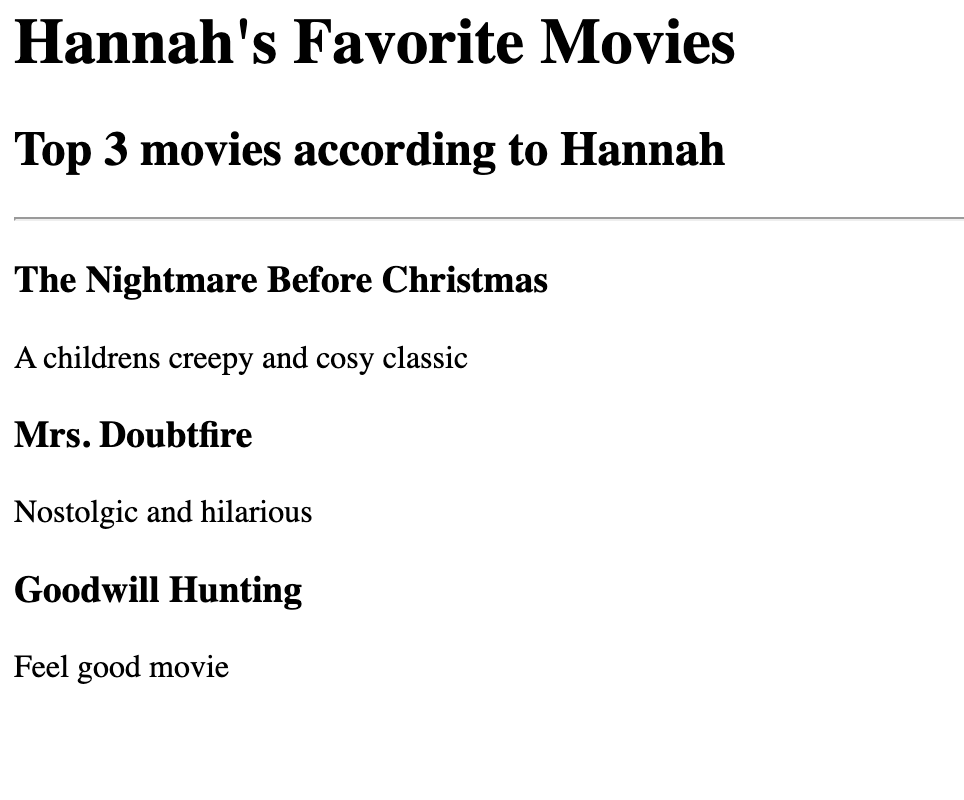 Hannah's Favorite Movies
Top 3 movies according to Hannah
The Nightmare Before Christmas
A childrens creepy and cosy classic
Mrs. Doubtfire
Nostolgic and hilarious
Goodwill Hunting
Feel good movie